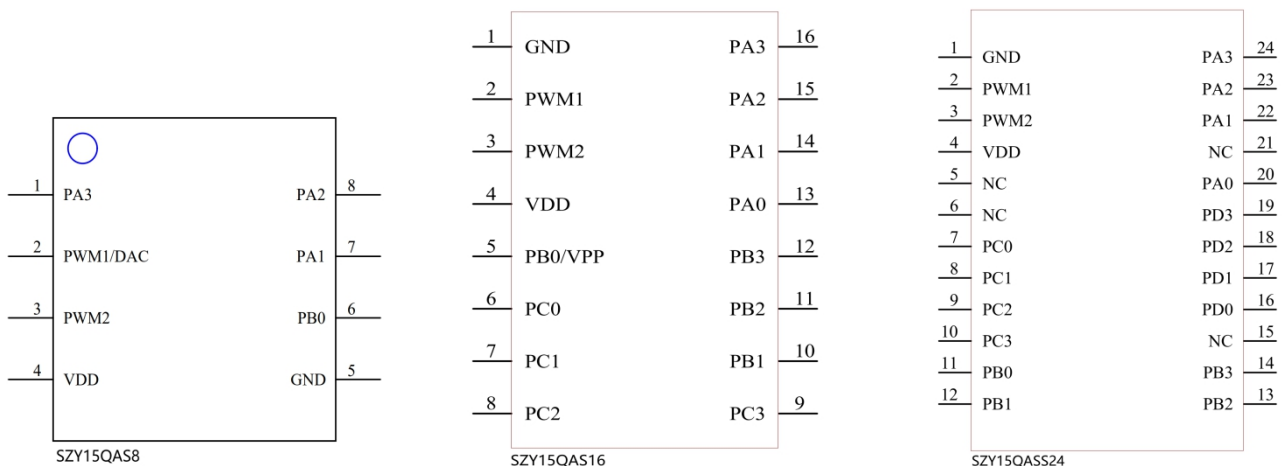 1 PA3 PA2 8
2 PWM1/DAC PA1 7
3 PWM2 PB0 6
4 VDD GND 5
SZY15QAS8
1 GND PA3 16
2 PWM1 PA2 15
3 PWM2 PA1 14
4 VDD PA0 13
5 PB0/VPP PB3 12
6 PC0 PB2 11
7 PC1 PB1 10
8 PC2 PC3 9
SZY15QAS16
1 GND PA3 24
2 PWM1 PA2 23
3 PWM2 PA1 22
4 VDD NC 21
5 NC PA0 20
6 NC PD3 19
7 PC0 PD2 18
8 PC1 PD1 17
9 PC2 PD0 16
10 PC3 NC 15
11 PB0 PB3 14
12 PB1 PB2 13
SZY15QASS24